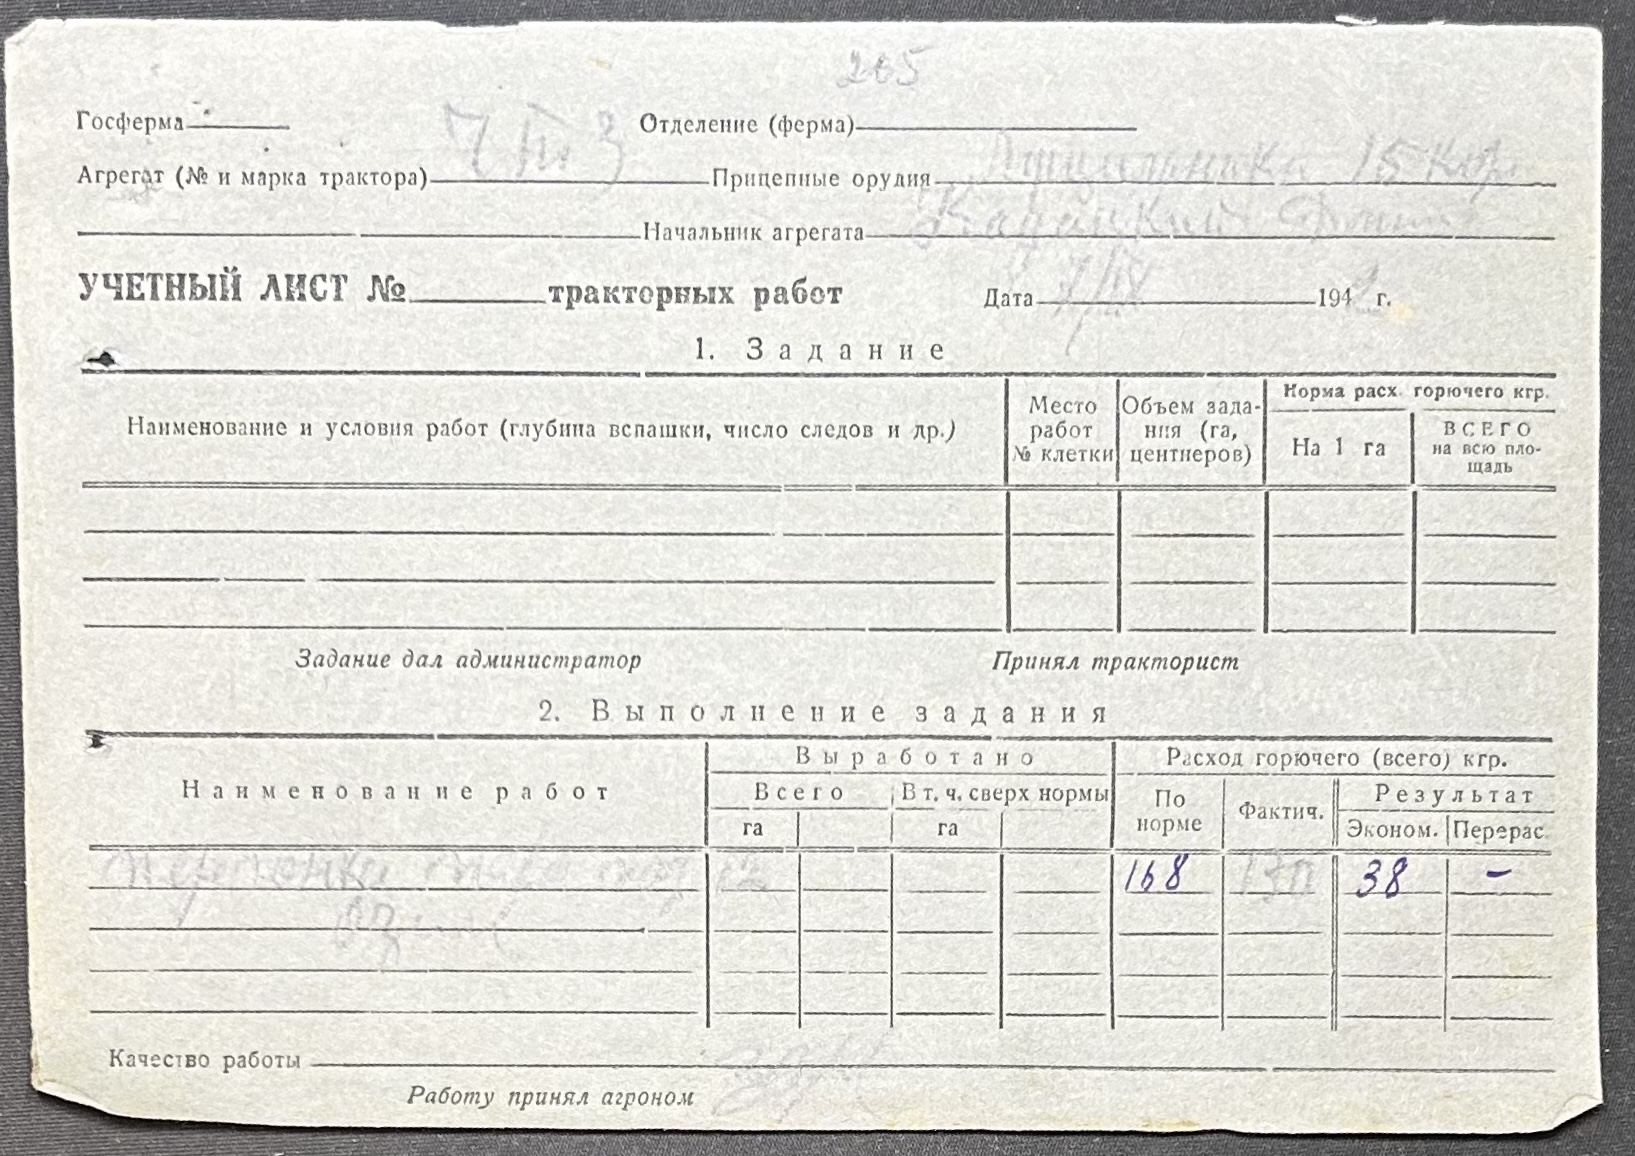 205
Госферма Отделение (ферма)
Агрегат (№ и марка трактора) ЧТЗ Прицепные орудия 15 кор
Начальник агрегата
УЧЕТНЫЙ ЛИСТ № тракторных работ Дата 194 г.
1. Задание
Наименование и условия работ (глубина вспашки, число следов и др.) Место работ № клетки Объем задания (га, центнеров) Норма расх. горючего кгр.
На 1 га ВСЕГО на всю площадь
Задание дал администратор Принял тракторист
2. Выполнение задания
Наименование работ Выработано Расход горючего (всего) кгр.
Всего В т. ч. сверх нормы По норме Фактич. Результат
га га Эконом. Перерас.
168 130 38 -
Качество работы
Работу принял агроном